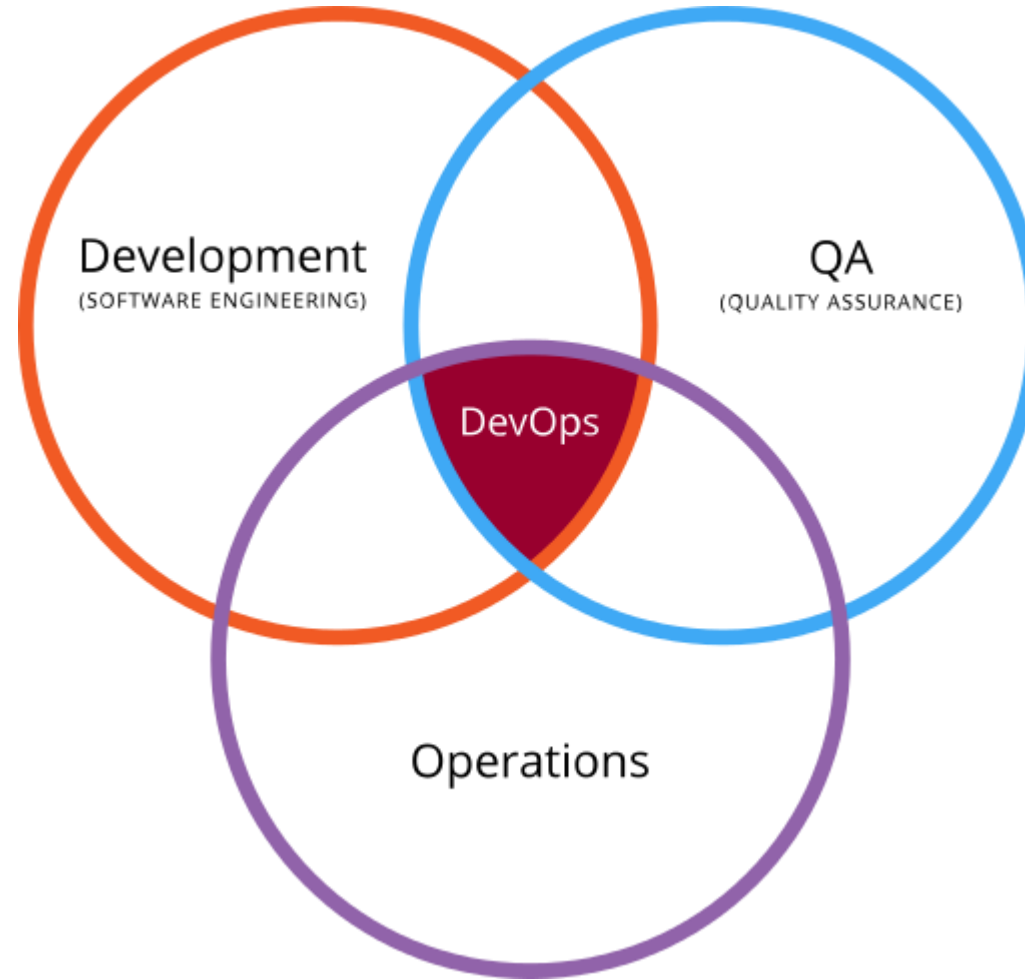 Development
(SOFTWARE ENGINEERING)
QA
(QUALITY ASSURANCE)
DevOps
Operations